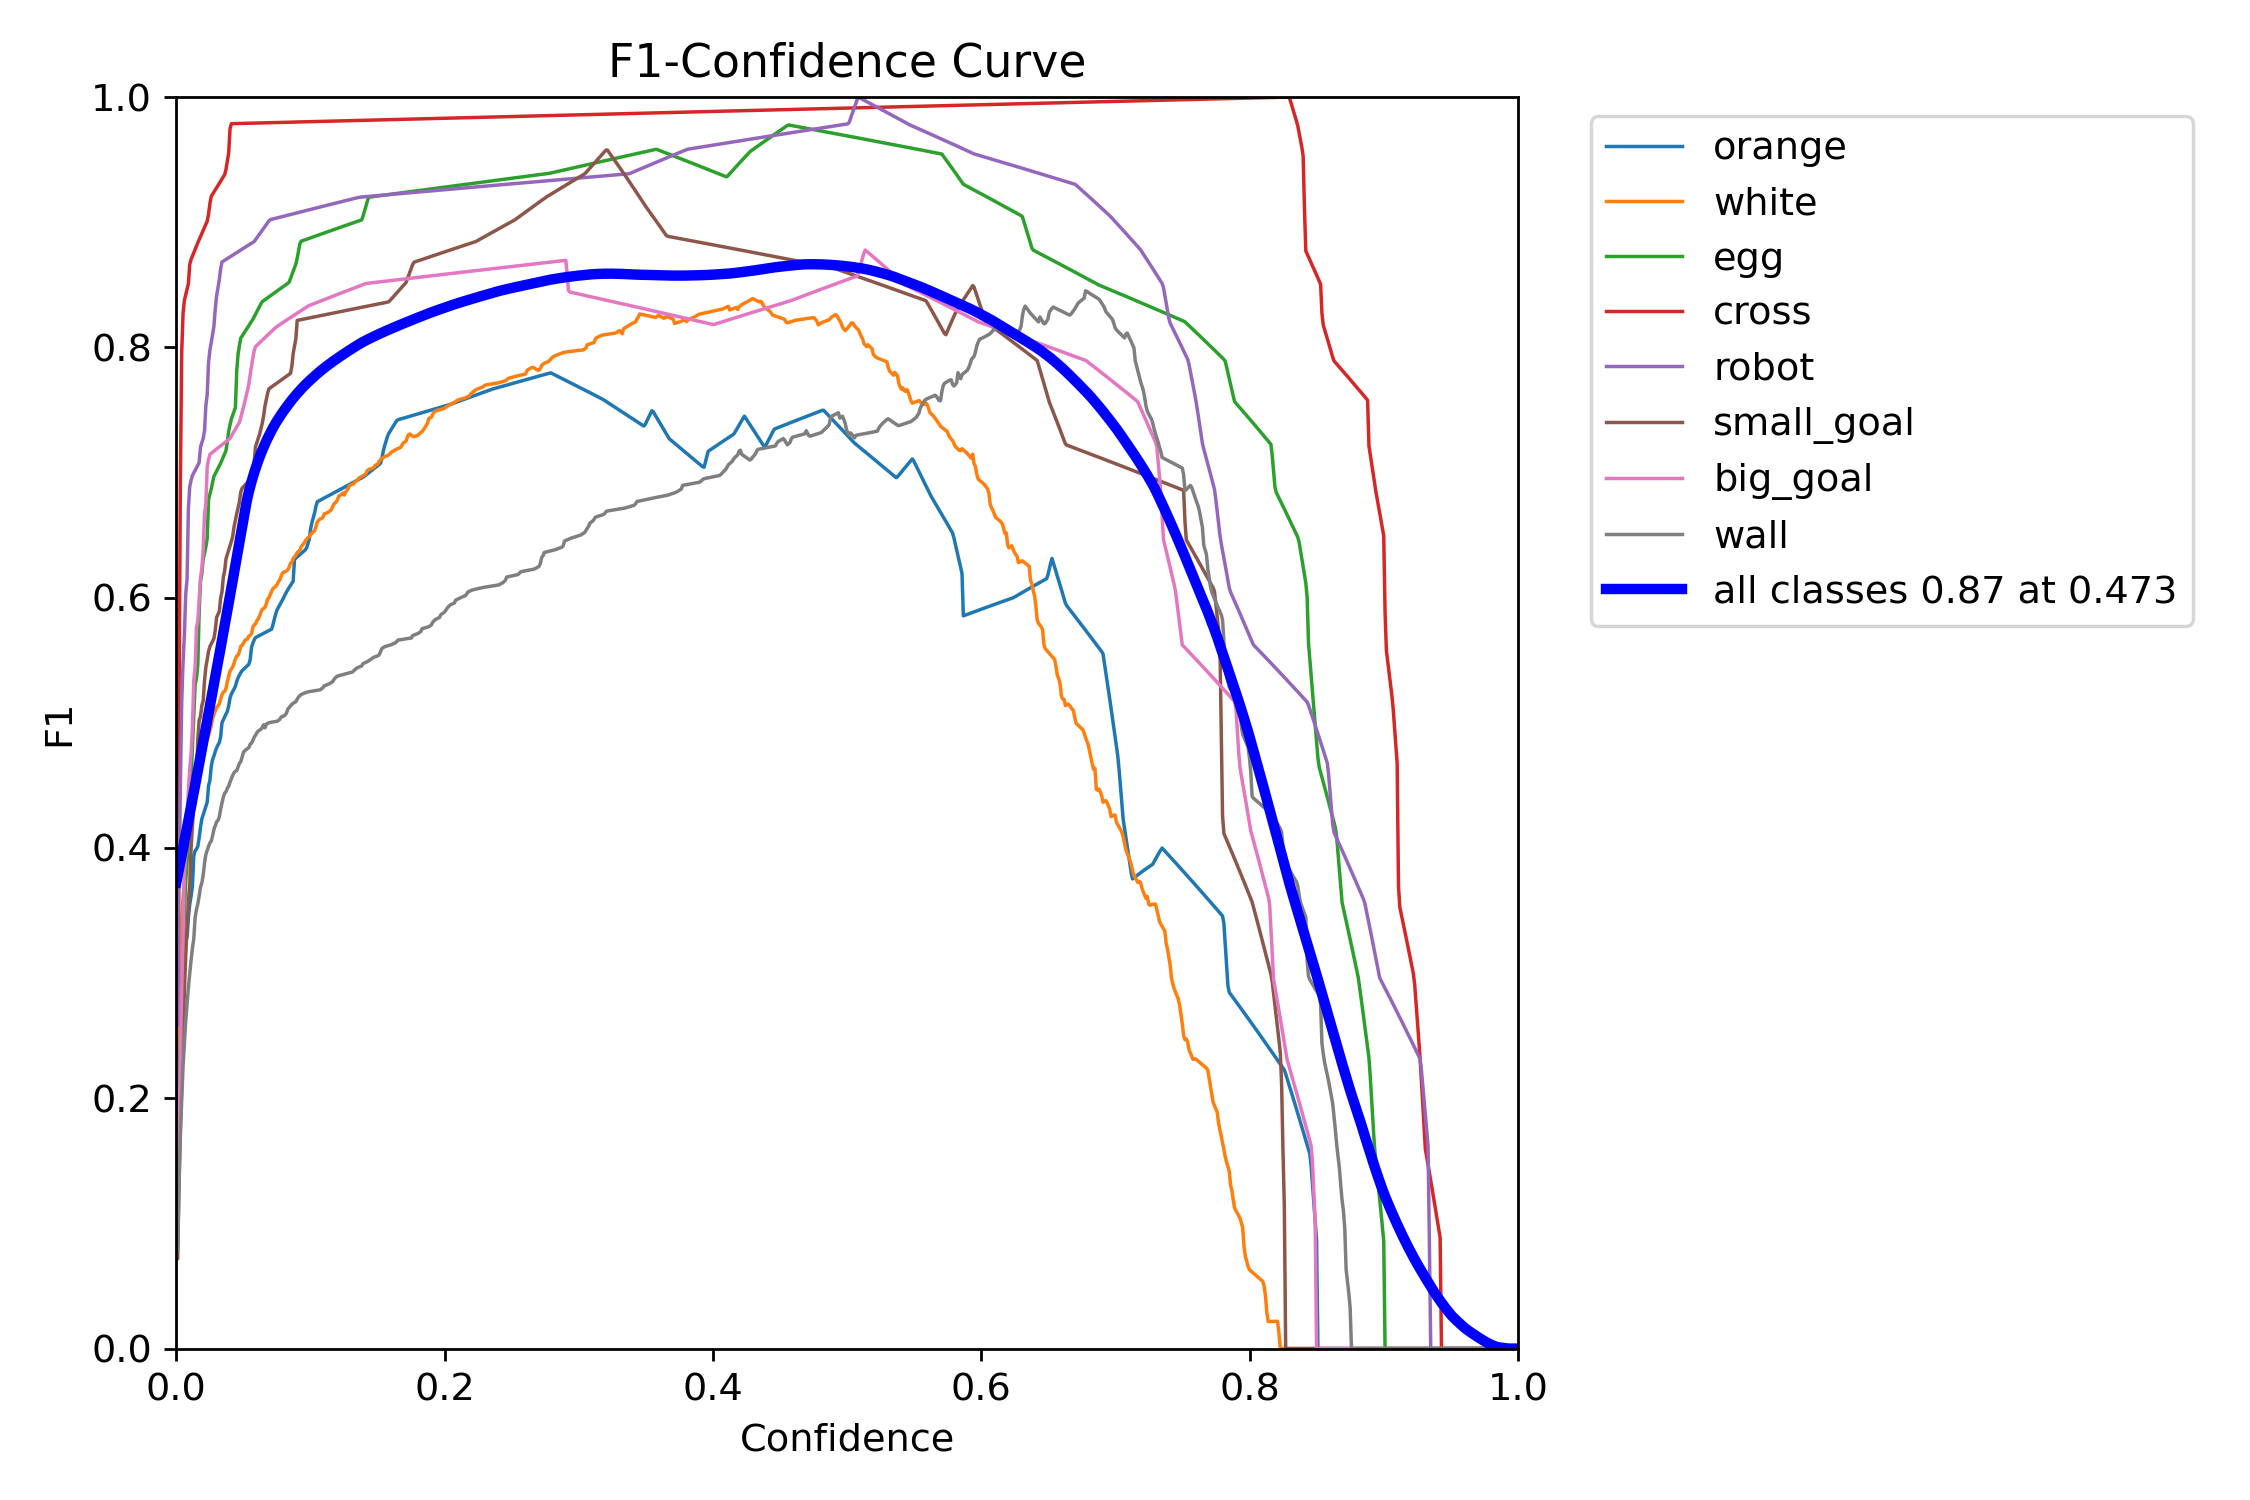 F1-Confidence Curve
1.0
0.8
0.6
0.4
0.2
0.0
F1
0.0 0.2 0.4 0.6 0.8 1.0
Confidence
orange
white
egg
cross
robot
small_goal
big_goal
wall
all classes 0.87 at 0.473